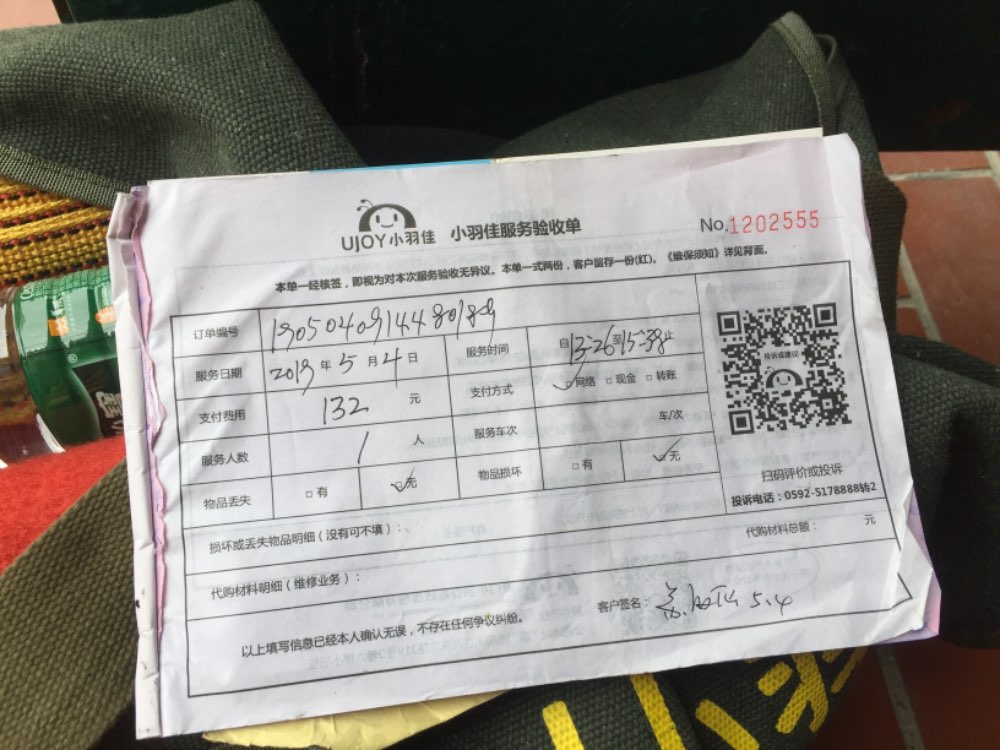 UJOY小羽佳 小羽佳服务验收单 No.1202555
本单一经核签，即视为对本次服务验收无异议。本单一式两份，客户留存一份(红)。《维保须知》详见背面。
订单编号
服务日期 2019 年 5 月 4 日 服务时间 自 13:26 至 15:38 止
支付费用 132 元 支付方式 ☑网络 □现金 □转账
服务人数 1 人 服务车次 车/次
物品丢失 □有 ☑无 物品损坏 □有 ☑无
投诉或建议
扫码评价或投诉
投诉电话：0592-5178888转2
损坏或丢失物品明细（没有可不填）：
代购材料总额： 元
代购材料明细（维修业务）：
客户签名： 5.4
以上填写信息已经本人确认无误，不存在任何争议纠纷。